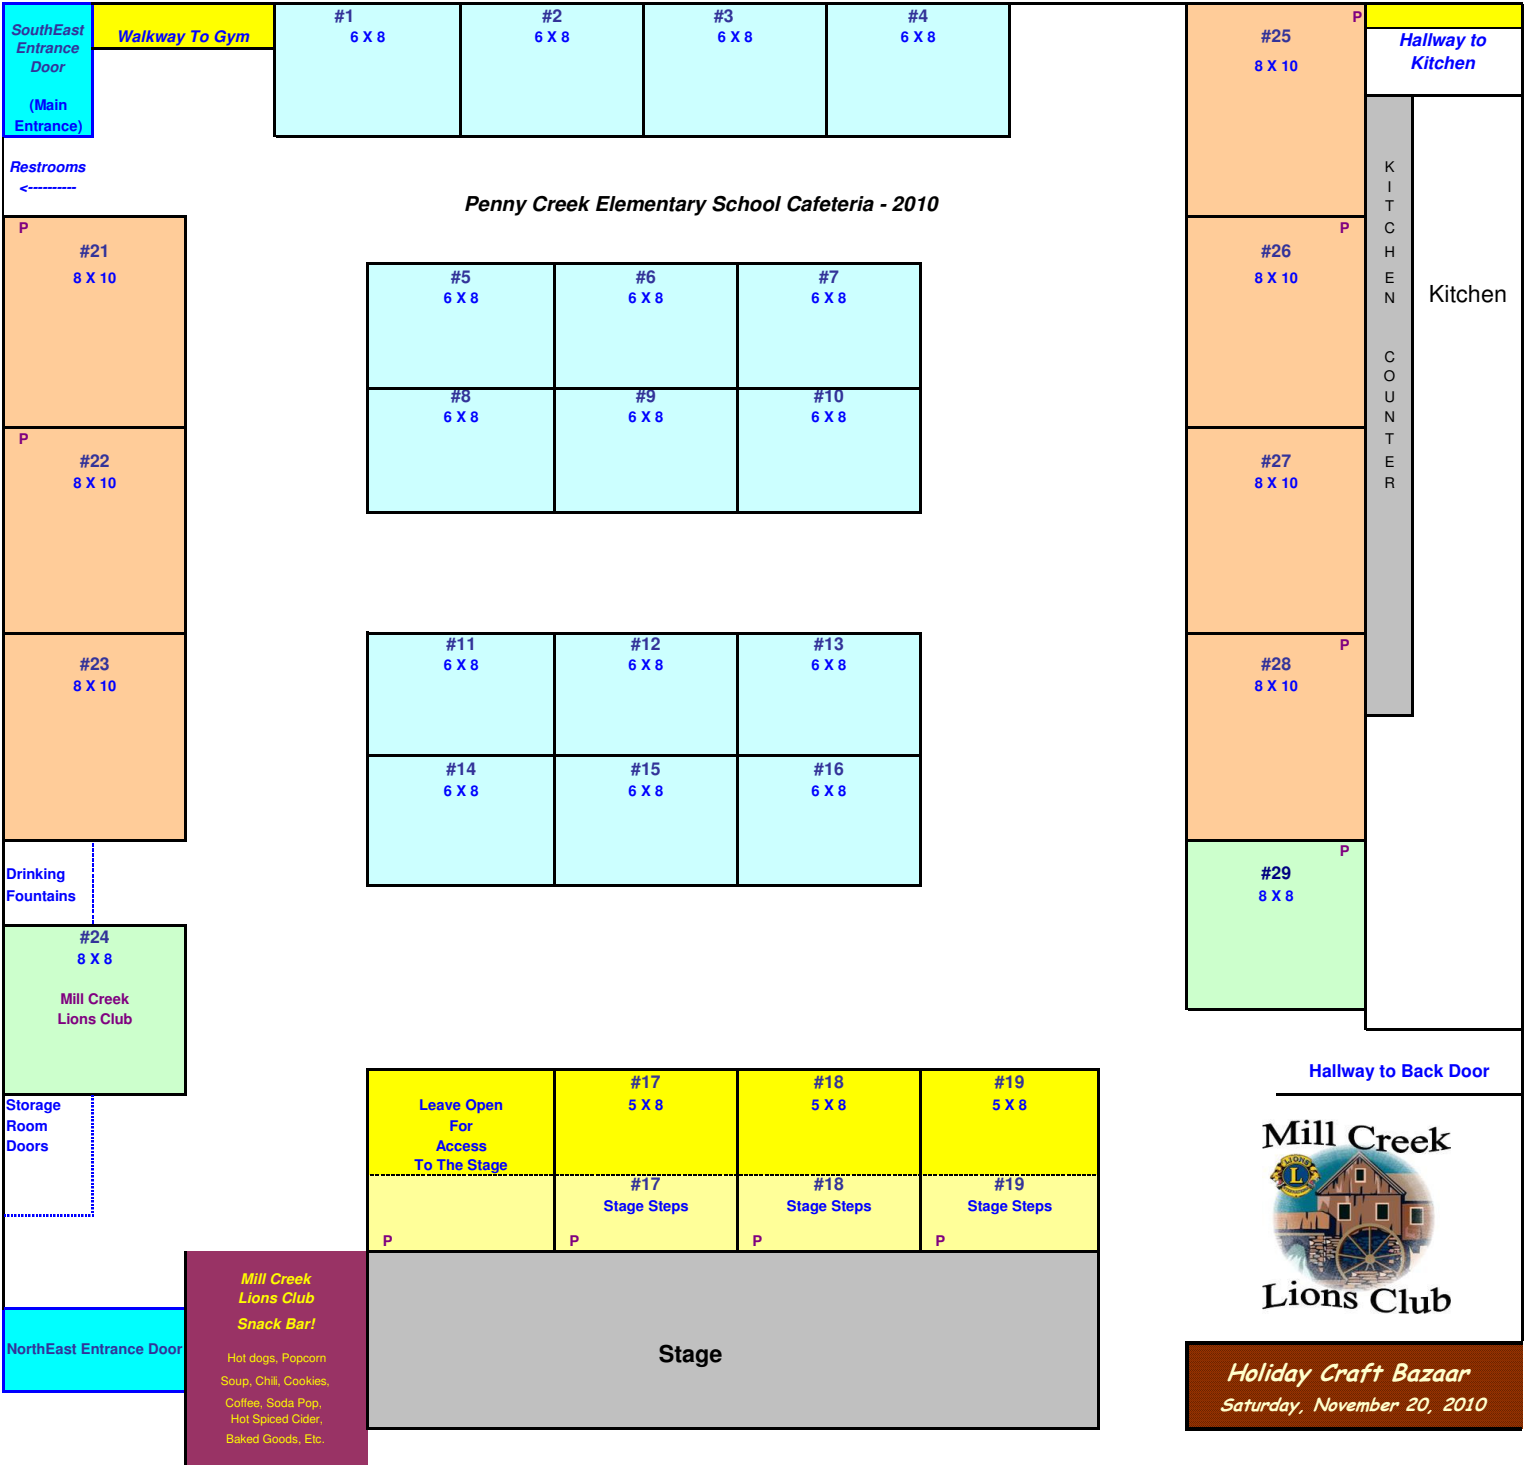 SouthEast
Entrance
Door
(Main
Entrance)
Walkway To Gym
#1
6 X 8
#2
6 X 8
#3
6 X 8
#4
6 X 8
P
#25
8 X 10
Hallway to
Kitchen
Restrooms
<----------
Penny Creek Elementary School Cafeteria - 2010
P
#21
8 X 10
#5
6 X 8
#6
6 X 8
#7
6 X 8
P
#26
8 X 10
KITCHEN COUNTER
Kitchen
#8
6 X 8
#9
6 X 8
#10
6 X 8
P
#22
8 X 10
#27
8 X 10
#11
6 X 8
#12
6 X 8
#13
6 X 8
#23
8 X 10
P
#28
8 X 10
#14
6 X 8
#15
6 X 8
#16
6 X 8
Drinking
Fountains
P
#29
8 X 8
#24
8 X 8
Mill Creek
Lions Club
Storage
Room
Doors
Leave Open
For
Access
To The Stage
P
#17
5 X 8
#17
Stage Steps
P
#18
5 X 8
#18
Stage Steps
P
#19
5 X 8
#19
Stage Steps
P
Hallway to Back Door
Mill Creek
LIONS
L
Lions Club
Mill Creek
Lions Club
Snack Bar!
Hot dogs, Popcorn
Soup, Chili, Cookies,
Coffee, Soda Pop,
Hot Spiced Cider,
Baked Goods, Etc.
NorthEast Entrance Door
Stage
Holiday Craft Bazaar
Saturday, November 20, 2010